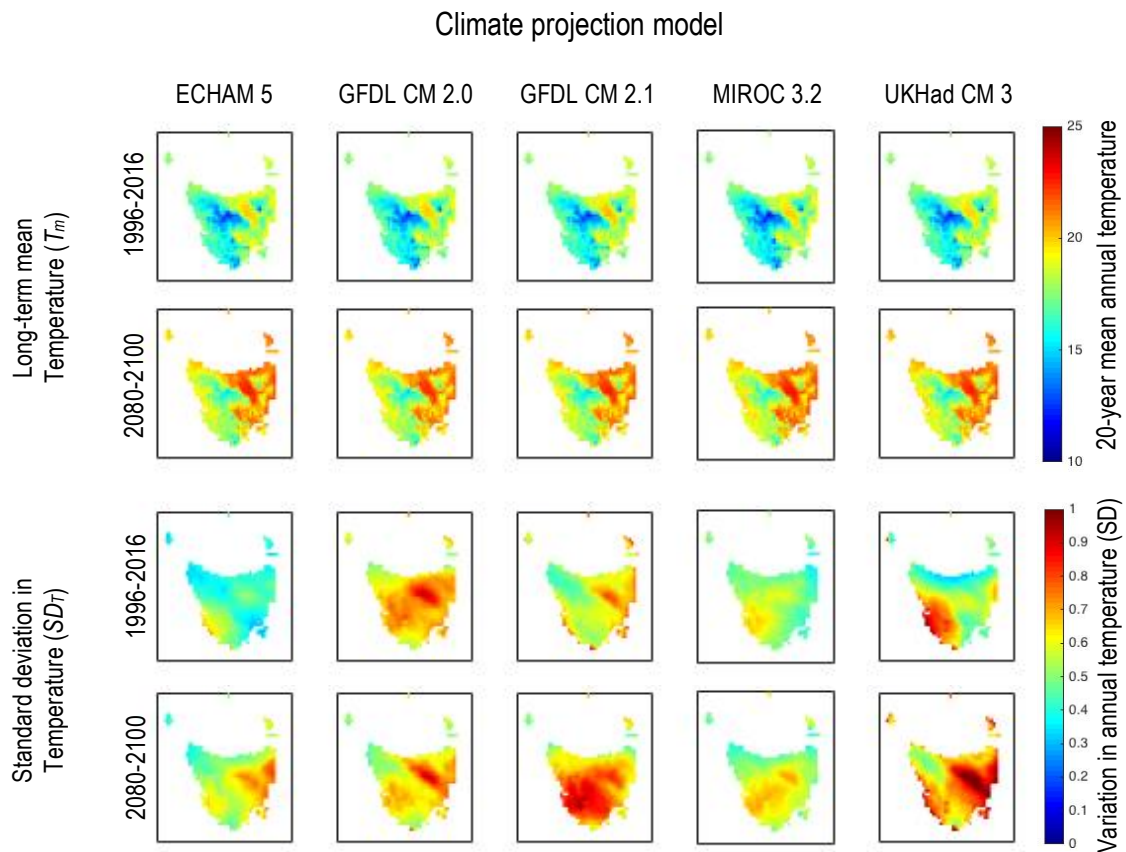 Climate projection model
ECHAM 5
GFDL CM 2.0
GFDL CM 2.1
MIROC 3.2
UKHad CM 3
Long-term mean
Temperature (Tm)
1996-2016
2080-2100
25
20
15
10
20-year mean annual temperature
Standard deviation in
Temperature (SDT)
1996-2016
2080-2100
1
0.9
0.8
0.7
0.6
0.5
0.4
0.3
0.2
0.1
0
Variation in annual temperature (SD)